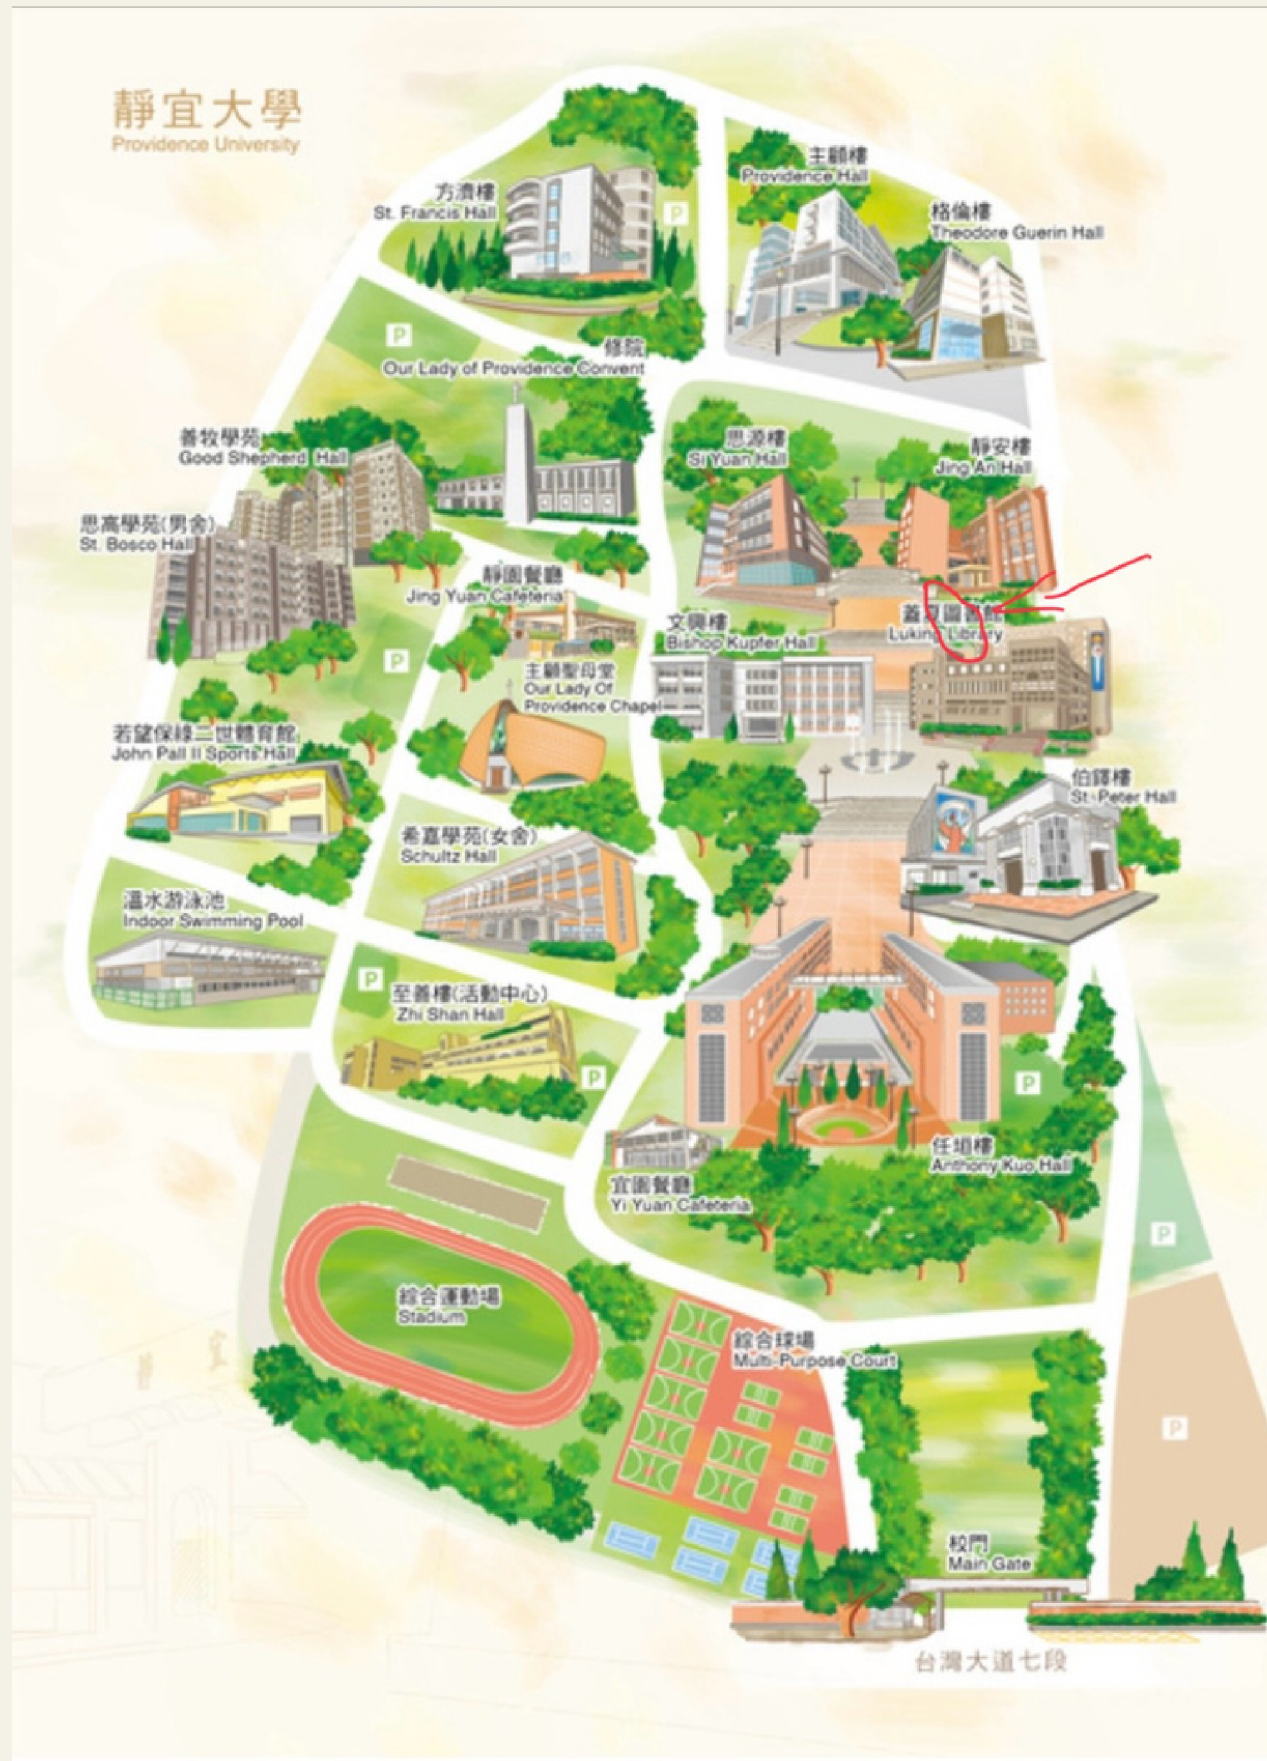 靜宜大學
Providence University
主顧樓
Providence Hall
方濟樓
St. Francis Hall
P
格倫樓
Theodore Guerin Hall
P
修院
Our Lady of Providence Convent
善牧學苑
Good Shepherd Hall
思源樓
Si Yuan Hall
靜安樓
Jing An Hall
思高學苑(男舍)
St. Bosco Hall
靜園餐廳
Jing Yuan Cafeteria
蓋夏圖書館
Luking Library
文興樓
Bishop Kupfer Hall
P
主顧聖母堂
Our Lady Of
Providence Chapel
若望保祿二世體育館
John Pall II Sports Hall
伯鐸樓
St. Peter Hall
希嘉學苑(女舍)
Schultz Hall
溫水游泳池
Indoor Swimming Pool
P
至善樓(活動中心)
Zhi Shan Hall
P
P
任垣樓
Anthony Kuo Hall
宜園餐廳
Yi Yuan Cafeteria
P
綜合運動場
Stadium
綜合球場
Multi-Purpose Court
P
校門
Main Gate
台灣大道七段